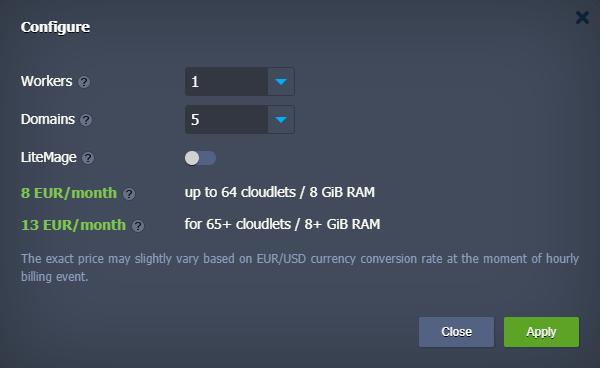 Configure
Workers ? 1
Domains ? 5
LiteMage ?
8 EUR/month ? up to 64 cloudlets / 8 GiB RAM
13 EUR/month ? for 65+ cloudlets / 8+ GiB RAM
The exact price may slightly vary based on EUR/USD currency conversion rate at the moment of hourly
billing event.
Close Apply